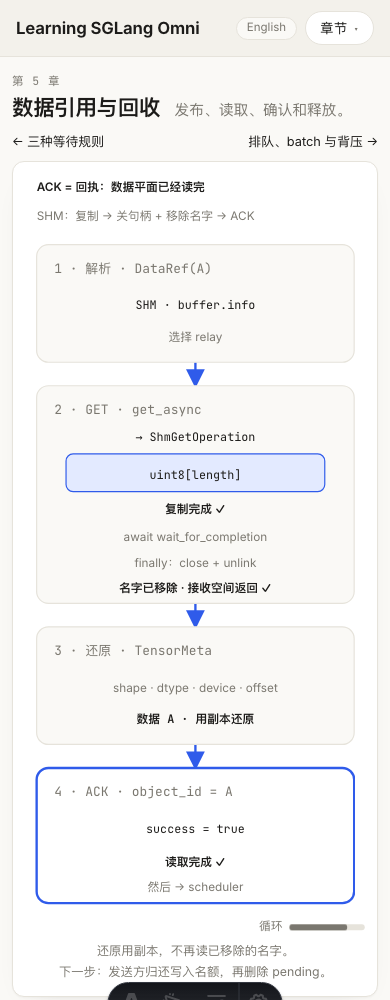 Learning SGLang Omni
English
章节
第 5 章
数据引用与回收 发布、读取、确认和释放。
← 三种等待规则
排队、batch 与背压 →
ACK = 回执：数据平面已经读完
SHM：复制 → 关句柄 + 移除名字 → ACK
1 · 解析 · DataRef(A)
SHM · buffer.info
选择 relay
2 · GET · get_async
→ ShmGetOperation
uint8[length]
复制完成 ✓
await wait_for_completion
finally：close + unlink
名字已移除 · 接收空间返回 ✓
3 · 还原 · TensorMeta
shape · dtype · device · offset
数据 A · 用副本还原
4 · ACK · object_id = A
success = true
读取完成 ✓
然后 → scheduler
循环
还原用副本，不再读已移除的名字。
下一步：发送方归还写入名额，再删除 pending。